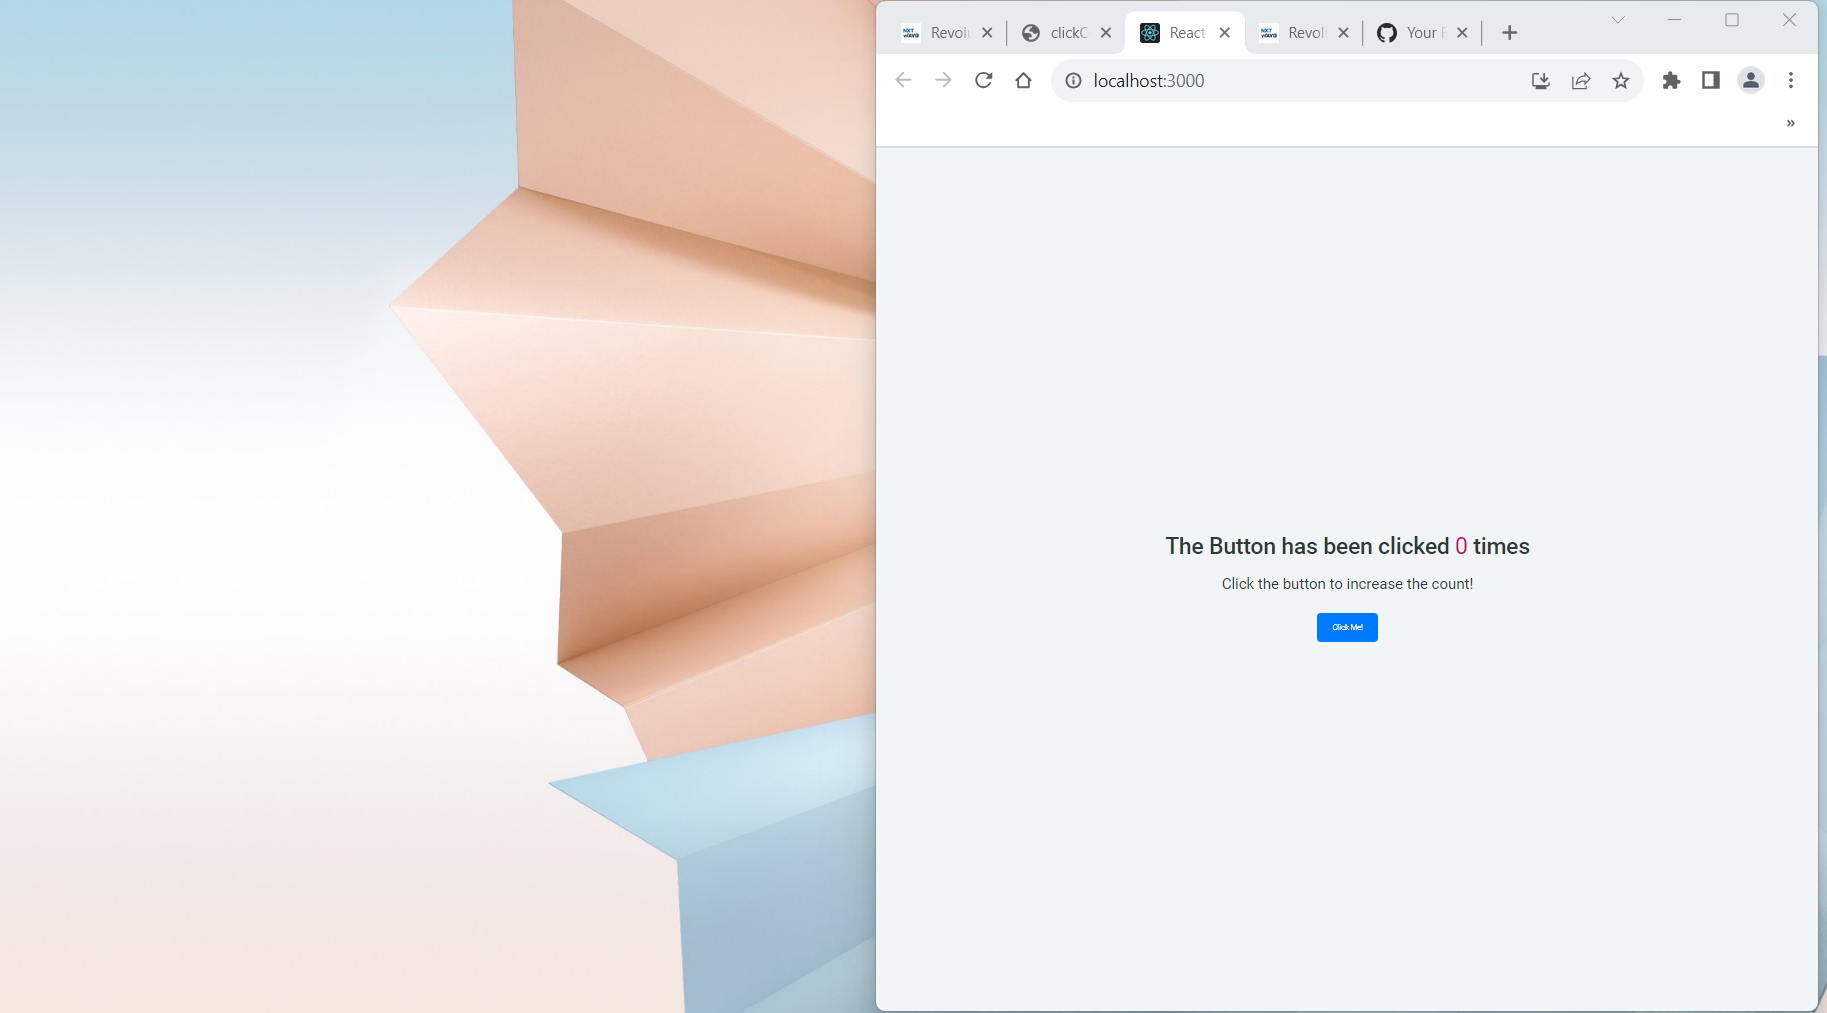 Revolu
clickC
React
Revolu
Your R
localhost:3000
»
The Button has been clicked 0 times
Click the button to increase the count!
Click Me!